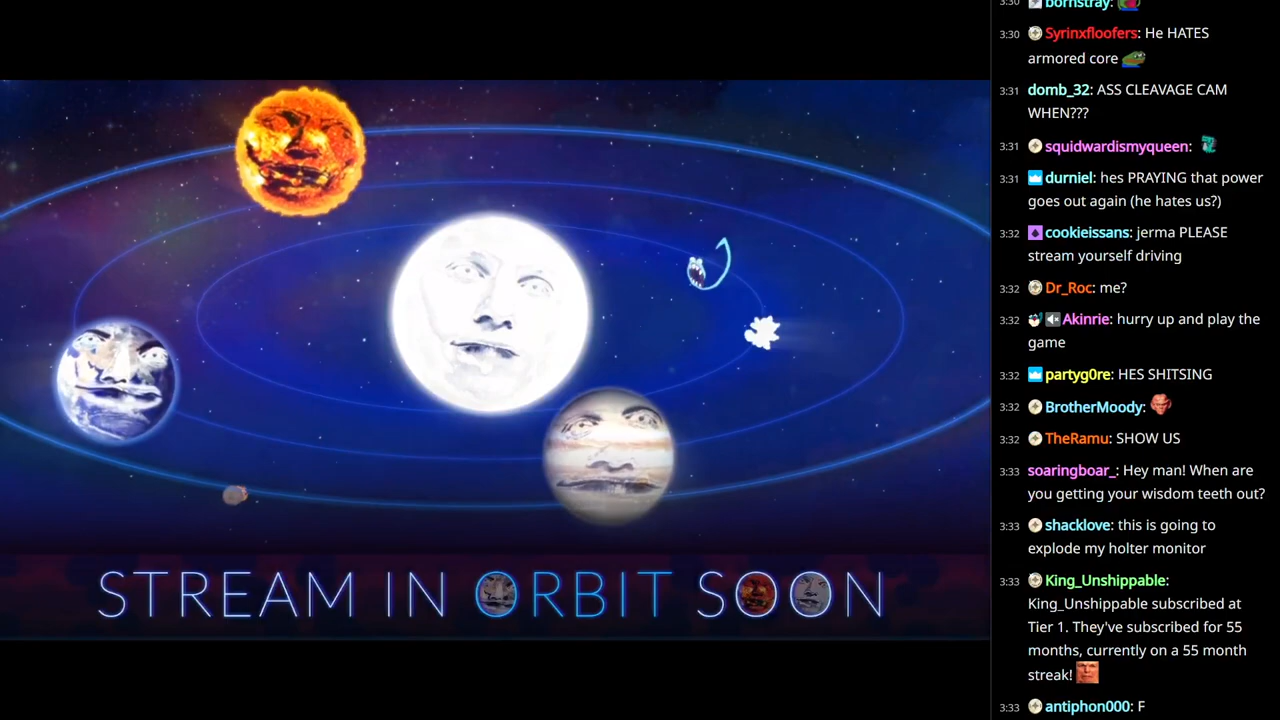 3:30 bornstray:
3:30 Syrinxfloofers: He HATES
armored core
3:31 domb_32: ASS CLEAVAGE CAM
WHEN???
3:31 squidwardismyqueen:
3:31 durniel: hes PRAYING that power
goes out again (he hates us?)
3:32 cookieissans: jerma PLEASE
stream yourself driving
3:32 Dr_Roc: me?
3:32 Akinrie: hurry up and play the
game
3:32 partyg0re: HES SHITSING
3:32 BrotherMoody:
3:32 TheRamu: SHOW US
3:33 soaringboar_: Hey man! When are
you getting your wisdom teeth out?
3:33 shacklove: this is going to
explode my holter monitor
3:33 King_Unshippable:
King_Unshippable subscribed at
Tier 1. They've subscribed for 55
months, currently on a 55 month
streak!
3:33 antiphon000: F
STREAM IN ORBIT SOON